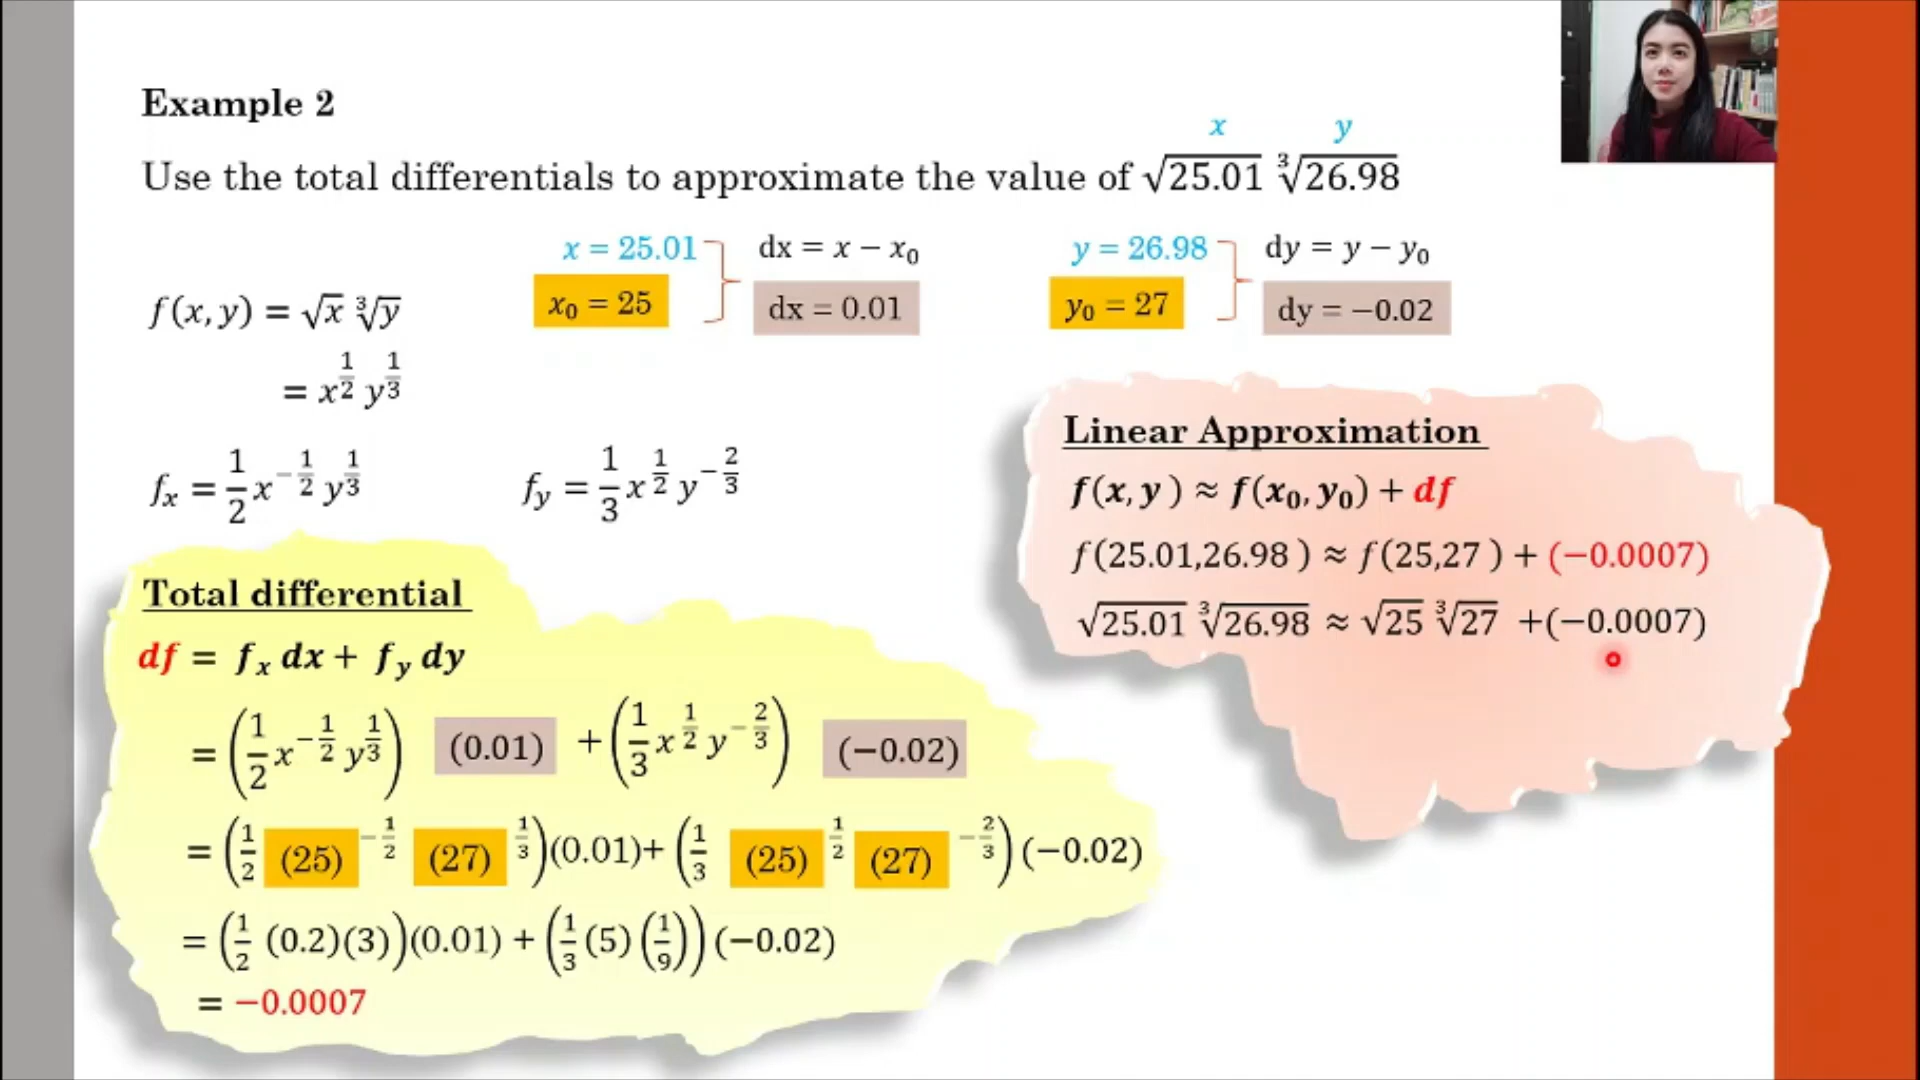 Example 2
x y
Use the total differentials to approximate the value of √25.01 ∛26.98
x = 25.01 dx = x − x₀ y = 26.98 dy = y − y₀
x₀ = 25 dx = 0.01 y₀ = 27 dy = −0.02
f(x, y) = √x ∛y
= x^(1/2) y^(1/3)
f_x = 1/2 x^(−1/2) y^(1/3) f_y = 1/3 x^(1/2) y^(−2/3)
Total differential
df = f_x dx + f_y dy
= (1/2 x^(−1/2) y^(1/3)) (0.01) + (1/3 x^(1/2) y^(−2/3)) (−0.02)
= (1/2 (25)^(−1/2) (27)^(1/3))(0.01)+ (1/3 (25)^(1/2) (27)^(−2/3))(−0.02)
= (1/2 (0.2)(3))(0.01) + (1/3 (5)(1/9))(−0.02)
= −0.0007
Linear Approximation
f(x, y ) ≈ f(x₀, y₀) + df
f(25.01,26.98 ) ≈ f(25,27 ) + (−0.0007)
√25.01 ∛26.98 ≈ √25 ∛27 +(−0.0007)